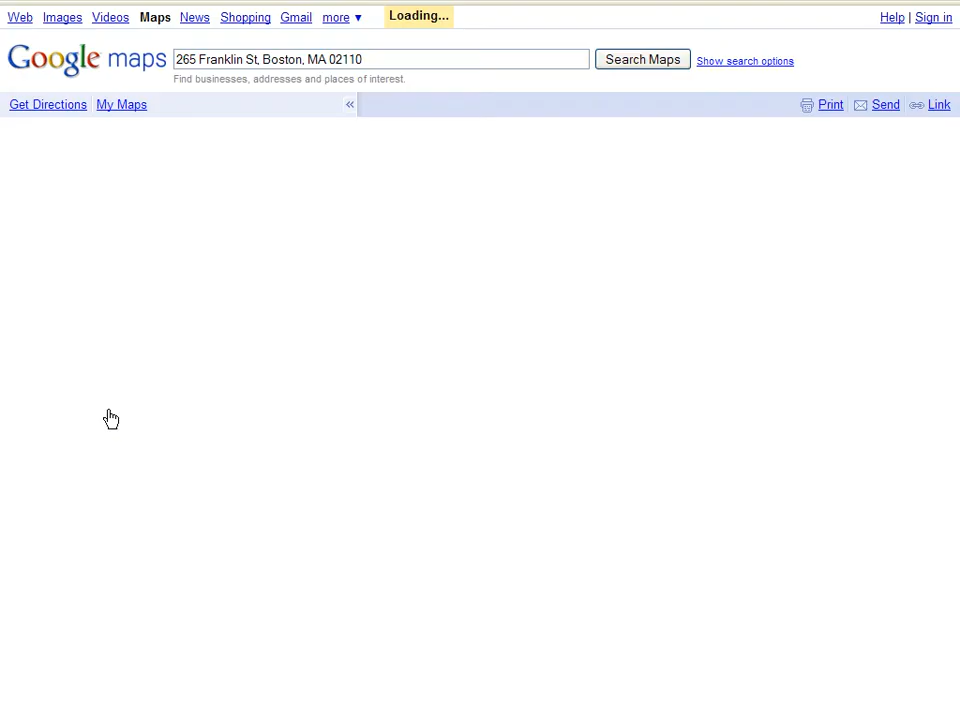 Web Images Videos Maps News Shopping Gmail more ▼ Loading... Help | Sign in
Google maps 265 Franklin St, Boston, MA 02110 Search Maps Show search options
Find businesses, addresses and places of interest.
Get Directions My Maps « Print Send Link